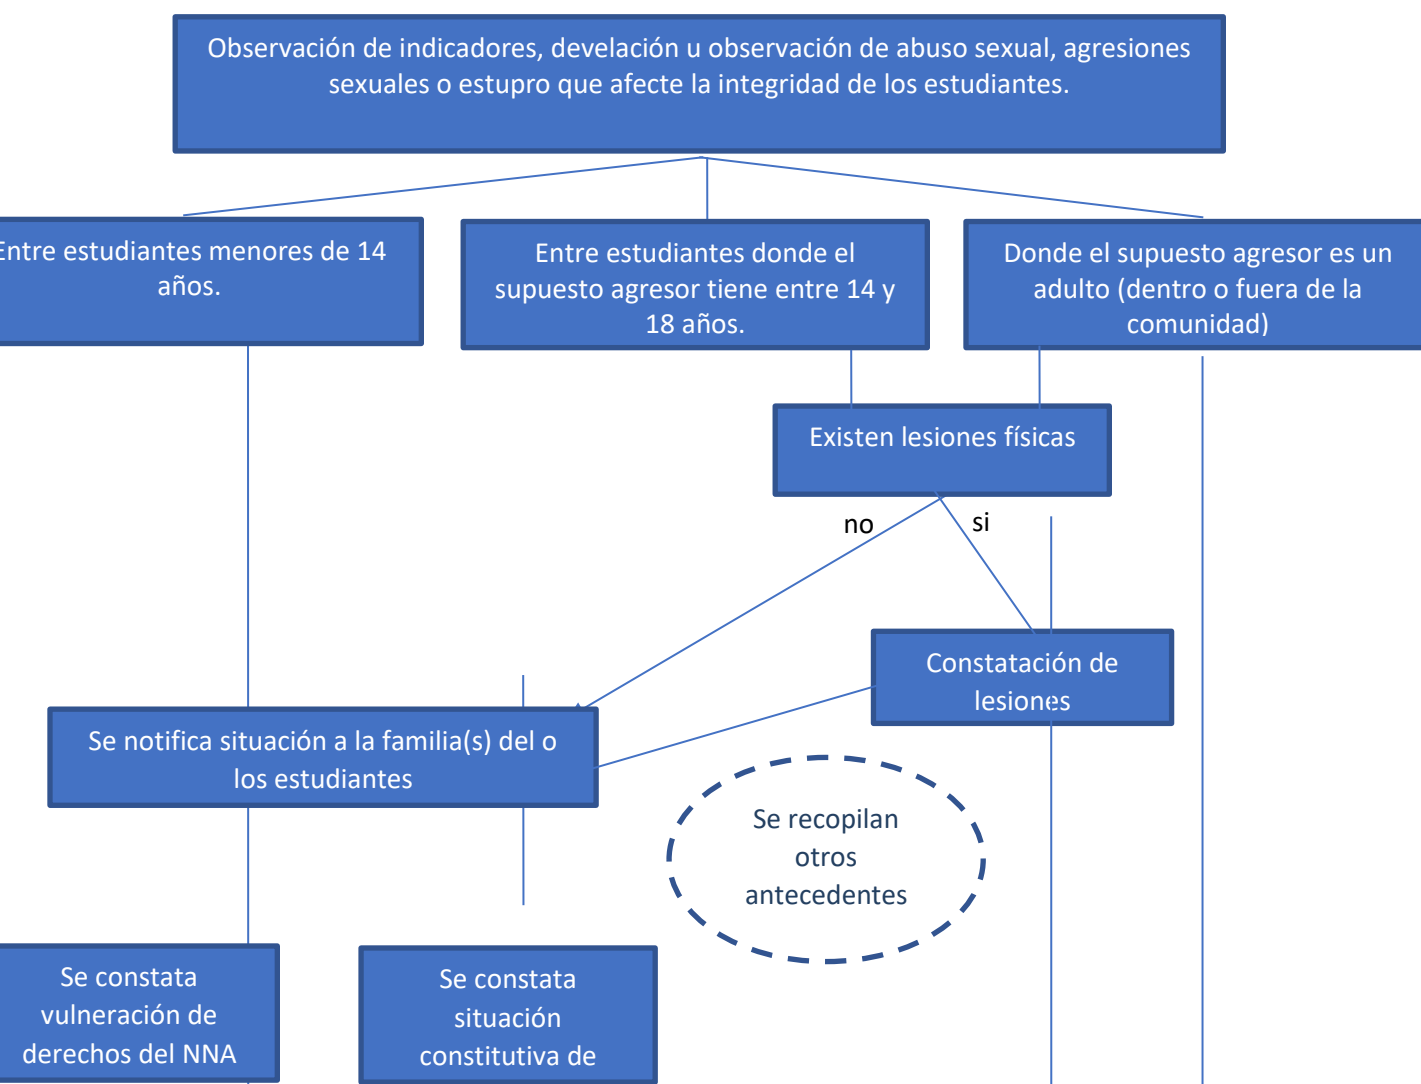 Observación de indicadores, develación u observación de abuso sexual, agresiones
sexuales o estupro que afecte la integridad de los estudiantes.
Entre estudiantes menores de 14
años.
Entre estudiantes donde el
supuesto agresor tiene entre 14 y
18 años.
Donde el supuesto agresor es un
adulto (dentro o fuera de la
comunidad)
Existen lesiones físicas
no
si
Constatación de
lesiones
Se notifica situación a la familia(s) del o
los estudiantes
Se recopilan
otros
antecedentes
Se constata
vulneración de
derechos del NNA
Se constata
situación
constitutiva de